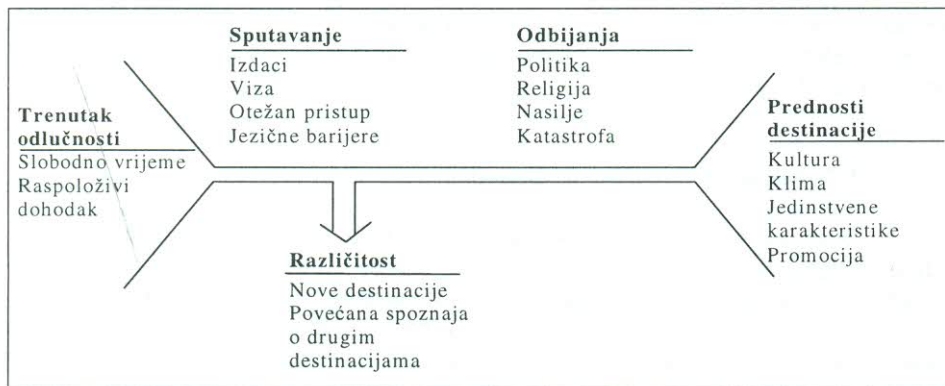 Sputavanje
Izdaci
Viza
Otežan pristup
Jezične barijere
Odbijanja
Politika
Religija
Nasilje
Katastrofa
Trenutak
odlučnosti
Slobodno vrijeme
Raspoloživi
dohodak
Prednosti
destinacije
Kultura
Klima
Jedinstvene
karakteristike
Promocija
Različitost
Nove destinacije
Povećana spoznaja
o drugim
destinacijama